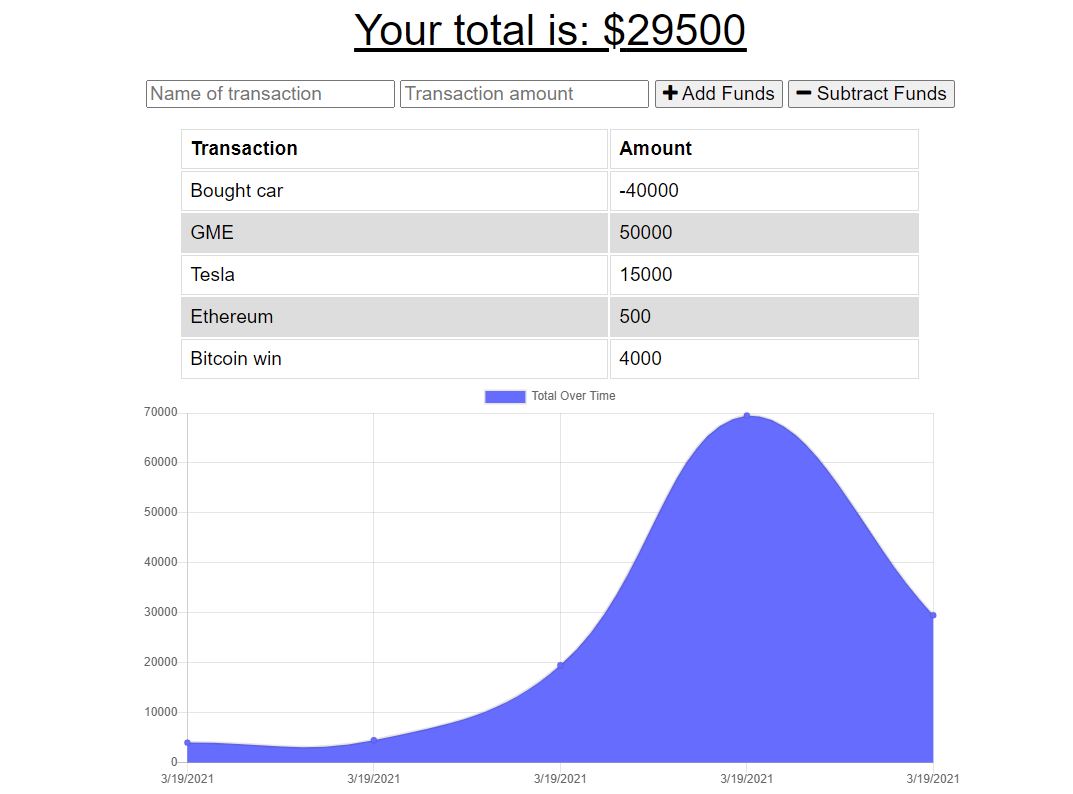 Your total is: $29500
Name of transaction Transaction amount + Add Funds − Subtract Funds
Transaction Amount
Bought car -40000
GME 50000
Tesla 15000
Ethereum 500
Bitcoin win 4000
Total Over Time
70000
60000
50000
40000
30000
20000
10000
0
3/19/2021 3/19/2021 3/19/2021 3/19/2021 3/19/2021